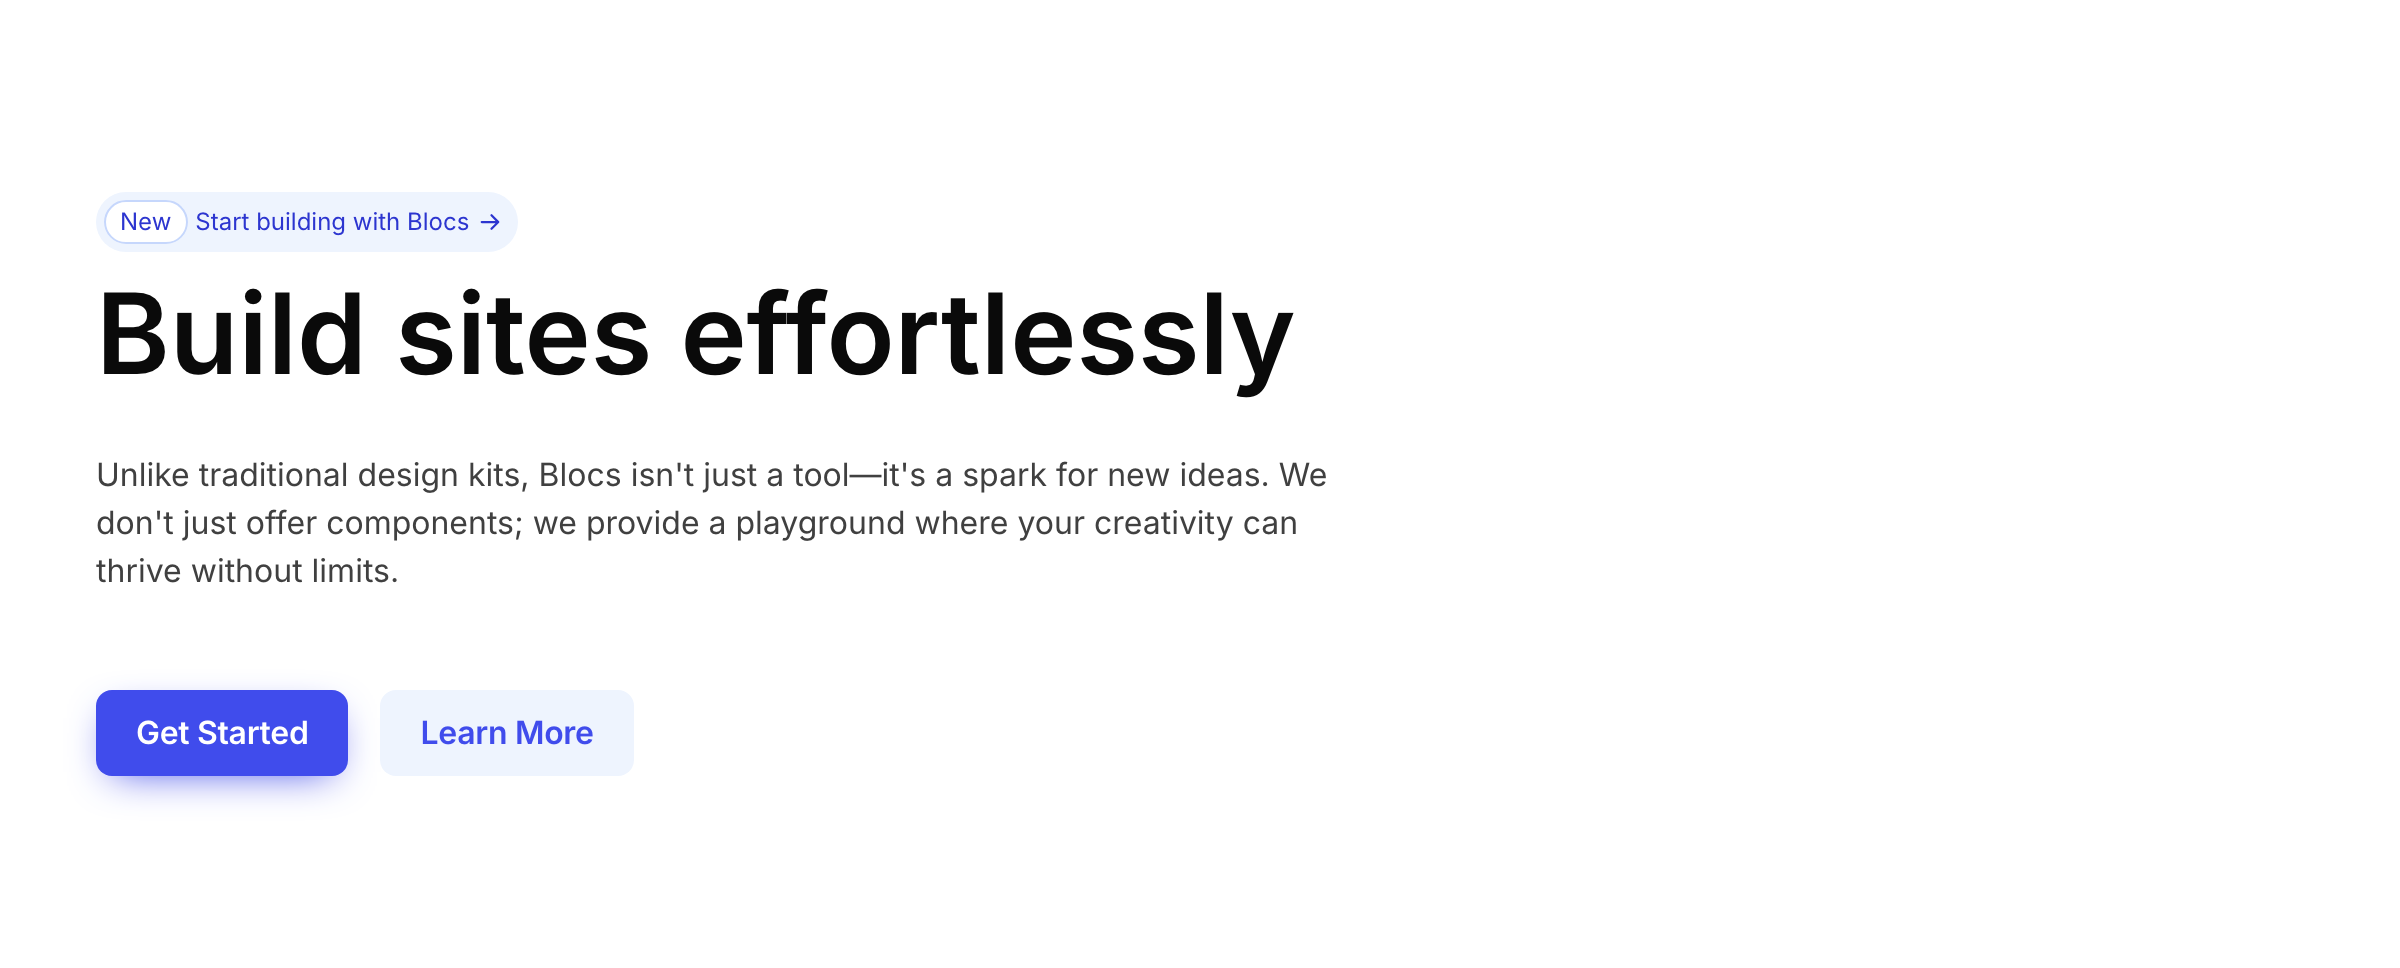 New Start building with Blocs →
Build sites effortlessly
Unlike traditional design kits, Blocs isn't just a tool—it's a spark for new ideas. We
don't just offer components; we provide a playground where your creativity can
thrive without limits.
Get Started Learn More